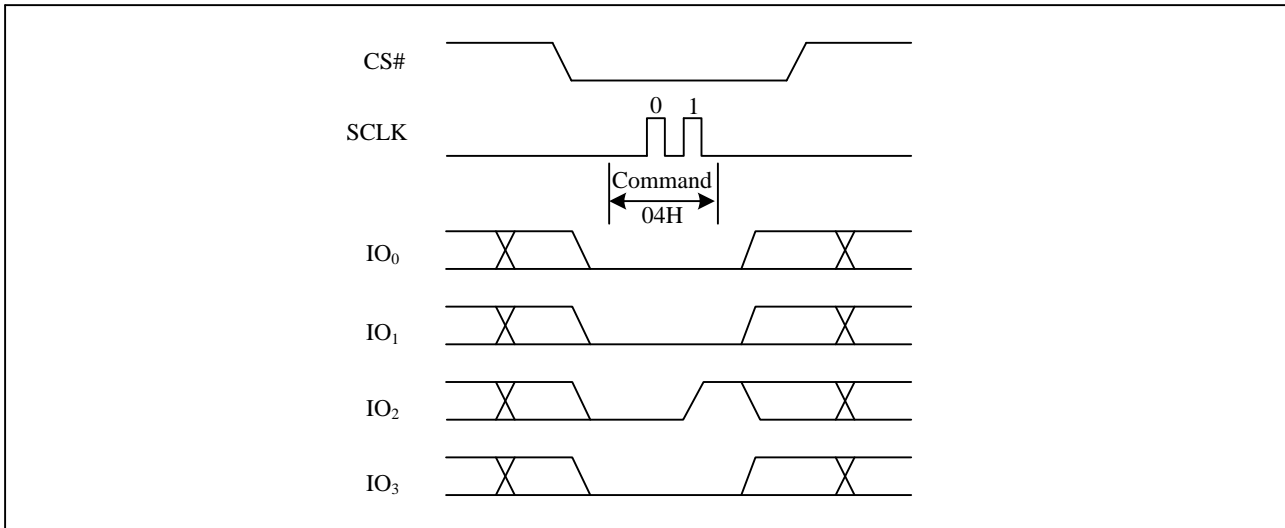 CS#
0 1
SCLK
Command
04H
IO₀
IO₁
IO₂
IO₃